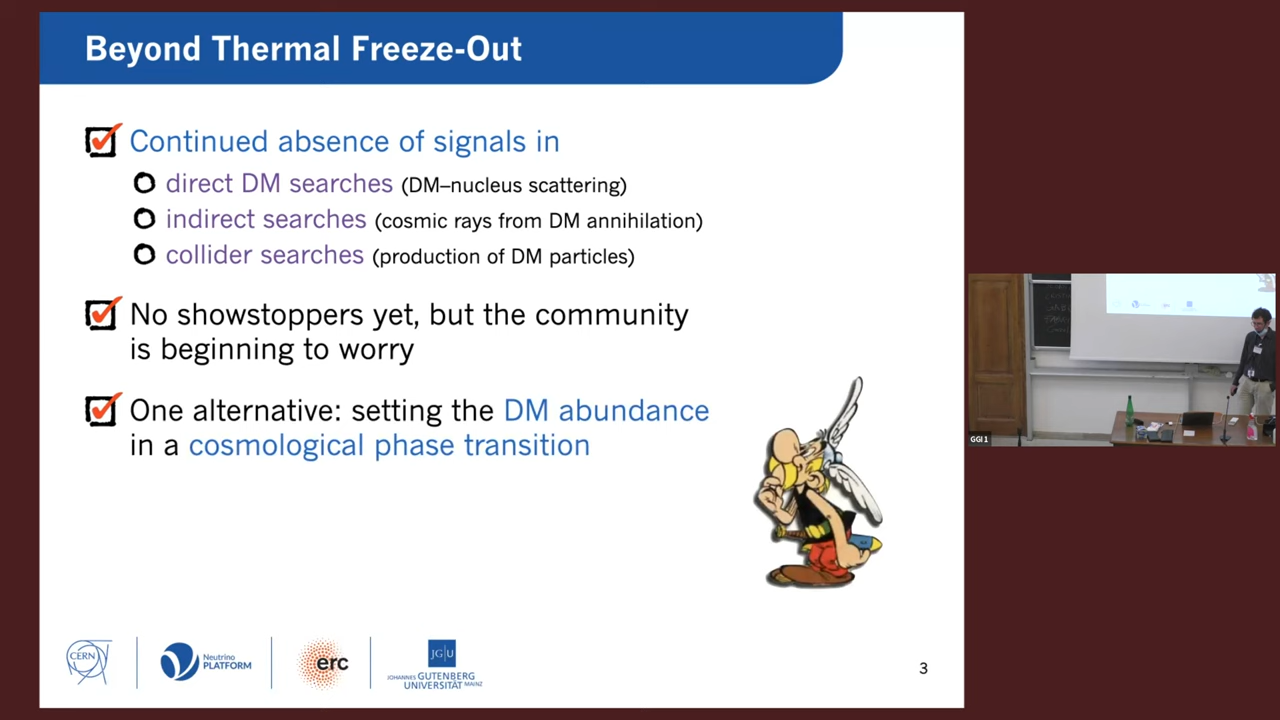 Beyond Thermal Freeze-Out
Continued absence of signals in
direct DM searches (DM–nucleus scattering)
indirect searches (cosmic rays from DM annihilation)
collider searches (production of DM particles)
No showstoppers yet, but the community
is beginning to worry
One alternative: setting the DM abundance
in a cosmological phase transition
CERN
Neutrino
PLATFORM
erc
JG|U
JOHANNES GUTENBERG
UNIVERSITÄT MAINZ
3
GGI 1